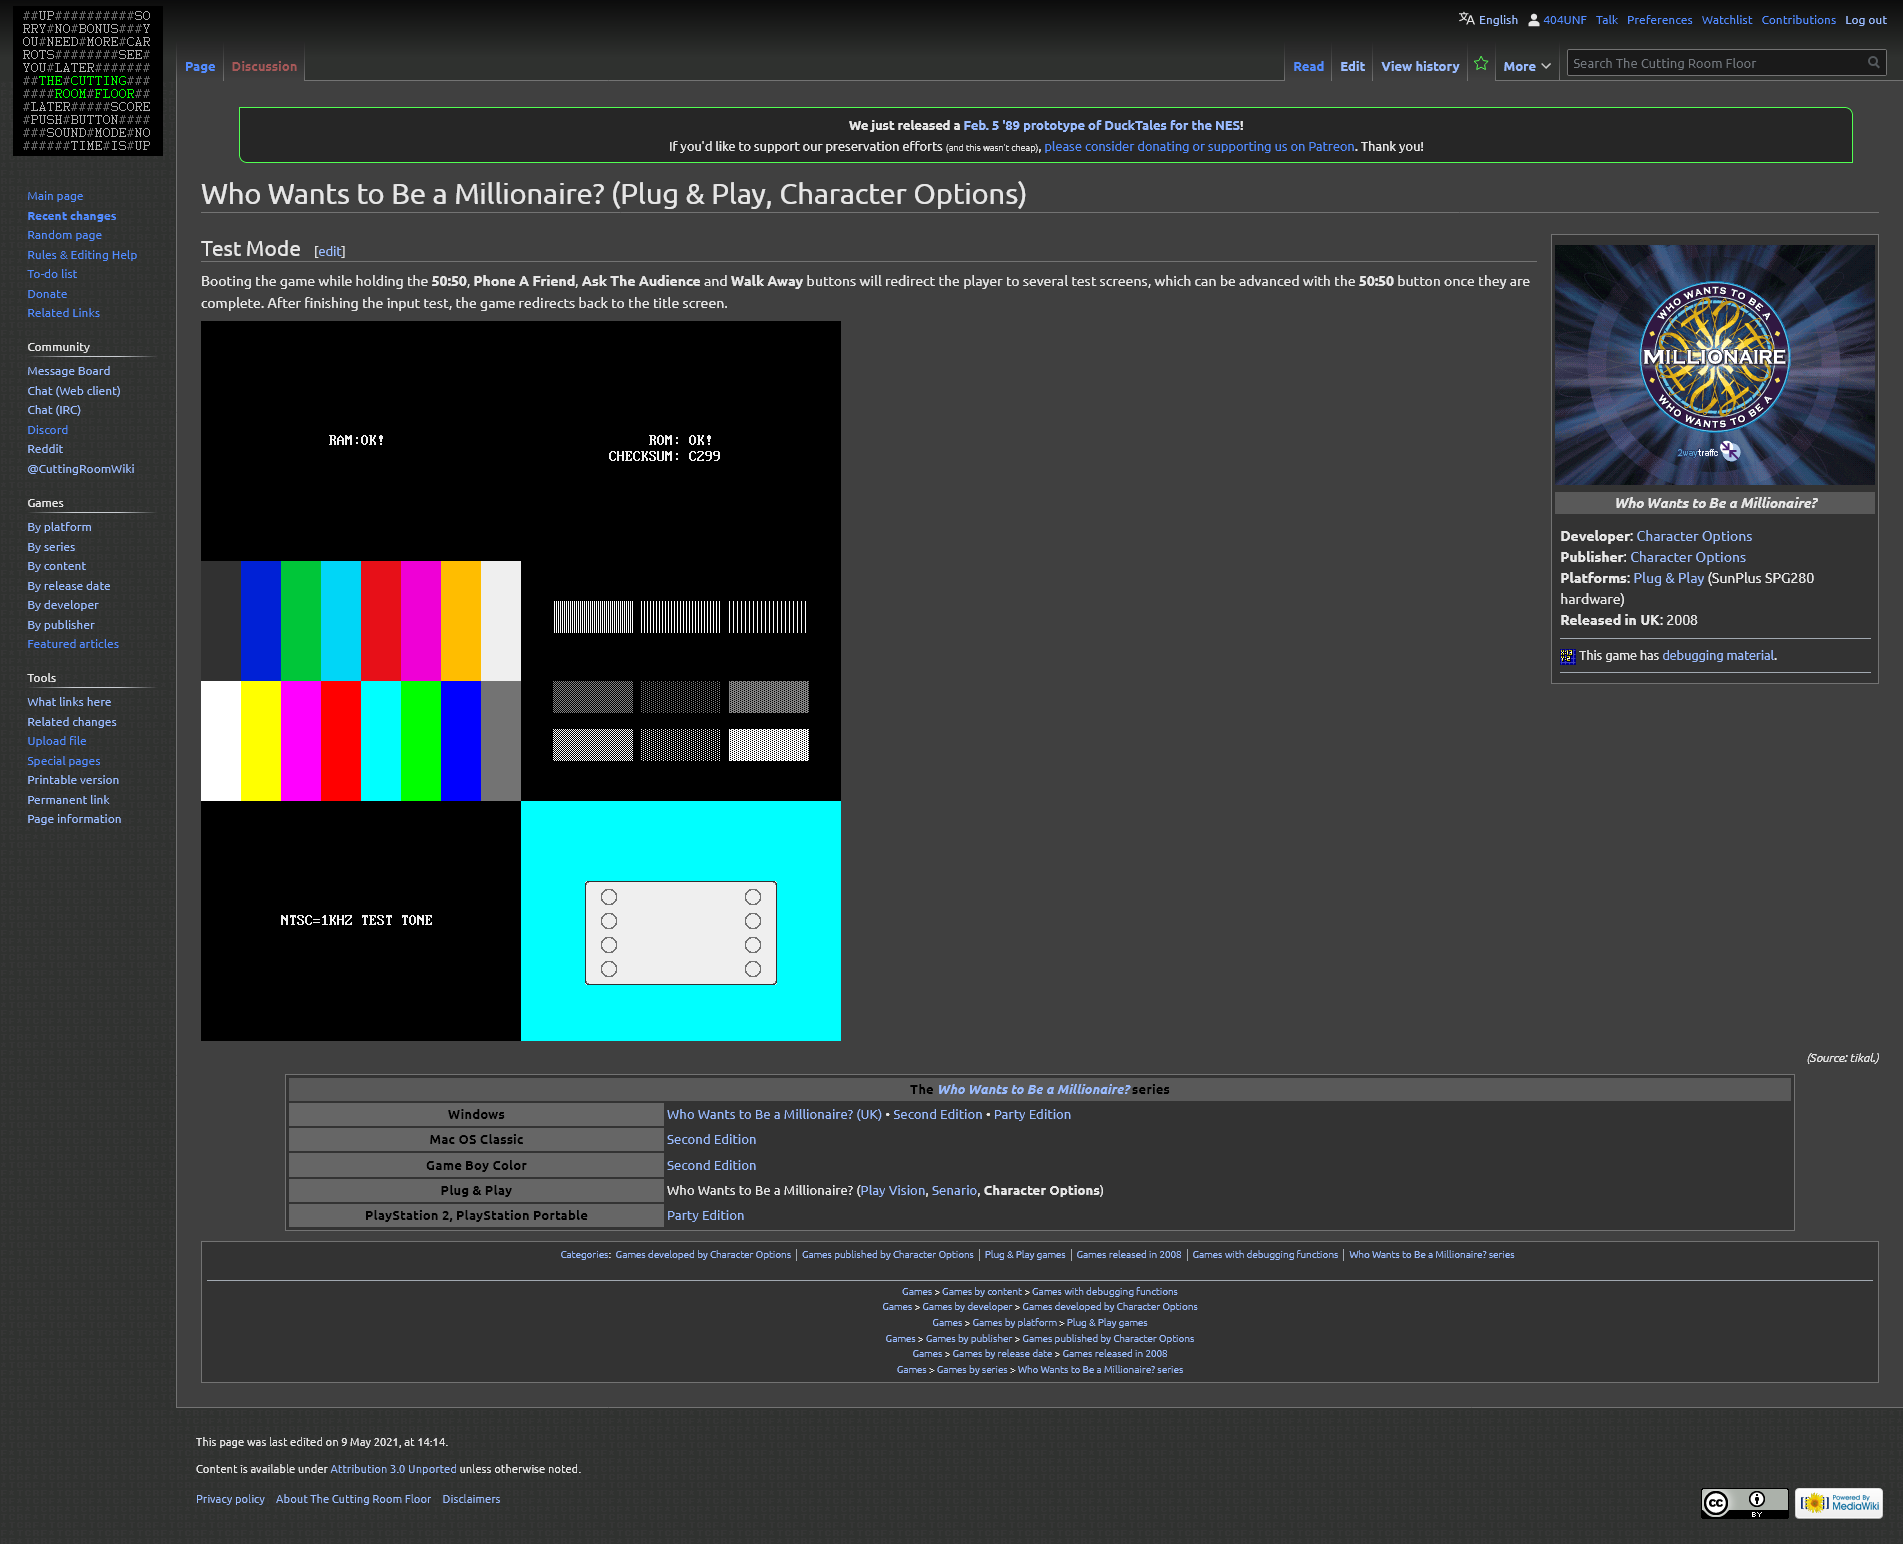 ##UP##########SO
RRY#NO#BONUS###Y
OU#NEED#MORE#CAR
ROTS########SEE#
YOU#LATER#######
##THE#CUTTING###
####ROOM#FLOOR##
#LATER#####SCORE
#PUSH#BUTTON####
###SOUND#MODE#NO
######TIME#IS#UP
English 404UNF Talk Preferences Watchlist Contributions Log out
Page Discussion Read Edit View history More Search The Cutting Room Floor
We just released a Feb. 5 '89 prototype of DuckTales for the NES!
If you'd like to support our preservation efforts (and this wasn't cheap), please consider donating or supporting us on Patreon. Thank you!
Main page
Recent changes
Random page
Rules & Editing Help
To-do list
Donate
Related Links
Community
Message Board
Chat (Web client)
Chat (IRC)
Discord
Reddit
@CuttingRoomWiki
Games
By platform
By series
By content
By release date
By developer
By publisher
Featured articles
Tools
What links here
Related changes
Upload file
Special pages
Printable version
Permanent link
Page information
Who Wants to Be a Millionaire? (Plug & Play, Character Options)
Test Mode [edit]
Booting the game while holding the 50:50, Phone A Friend, Ask The Audience and Walk Away buttons will redirect the player to several test screens, which can be advanced with the 50:50 button once they are
complete. After finishing the input test, the game redirects back to the title screen.
RAM:OK!
ROM: OK!
CHECKSUM: C299
NTSC=1KHZ TEST TONE
WHO WANTS TO BE A
MILLIONAIRE
WHO WANTS TO BE A
2waytraffic
Who Wants to Be a Millionaire?
Developer: Character Options
Publisher: Character Options
Platforms: Plug & Play (SunPlus SPG280
hardware)
Released in UK: 2008
This game has debugging material.
(Source: tikal.)
The Who Wants to Be a Millionaire? series
Windows Who Wants to Be a Millionaire? (UK) • Second Edition • Party Edition
Mac OS Classic Second Edition
Game Boy Color Second Edition
Plug & Play Who Wants to Be a Millionaire? (Play Vision, Senario, Character Options)
PlayStation 2, PlayStation Portable Party Edition
Categories: Games developed by Character Options | Games published by Character Options | Plug & Play games | Games released in 2008 | Games with debugging functions | Who Wants to Be a Millionaire? series
Games > Games by content > Games with debugging functions
Games > Games by developer > Games developed by Character Options
Games > Games by platform > Plug & Play games
Games > Games by publisher > Games published by Character Options
Games > Games by release date > Games released in 2008
Games > Games by series > Who Wants to Be a Millionaire? series
This page was last edited on 9 May 2021, at 14:14.
Content is available under Attribution 3.0 Unported unless otherwise noted.
Privacy policy About The Cutting Room Floor Disclaimers
cc BY
Powered By
MediaWiki